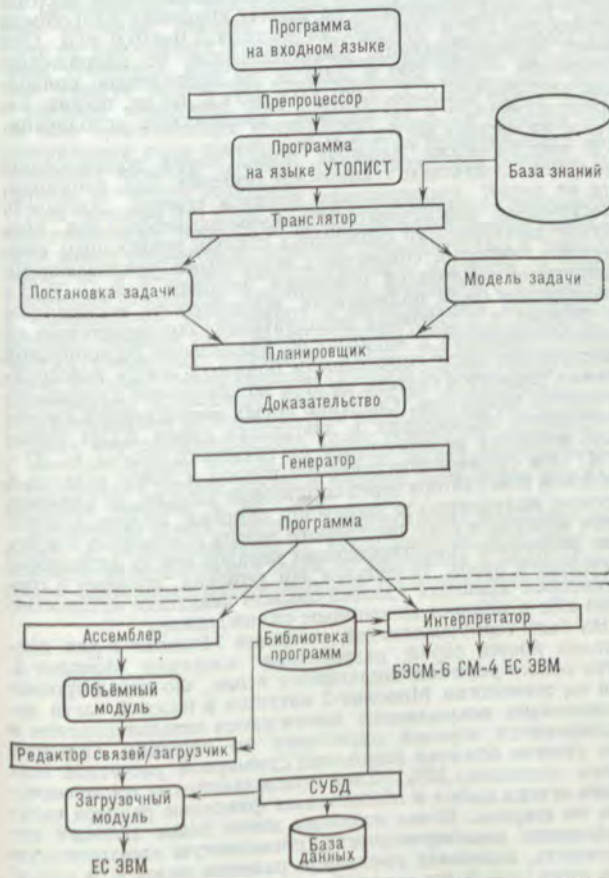 Программа
на входном языке
Препроцессор
Программа
на языке УТОПИСТ
База знаний
Транслятор
Постановка задачи
Модель задачи
Планировщик
Доказательство
Генератор
Программа
Ассемблер
Библиотека
программ
Интерпретатор
БЭСМ-6 СМ-4 ЕС ЭВМ
Объёмный
модуль
Редактор связей/загрузчик
Загрузочный
модуль
СУБД
База
данных
ЕС ЭВМ